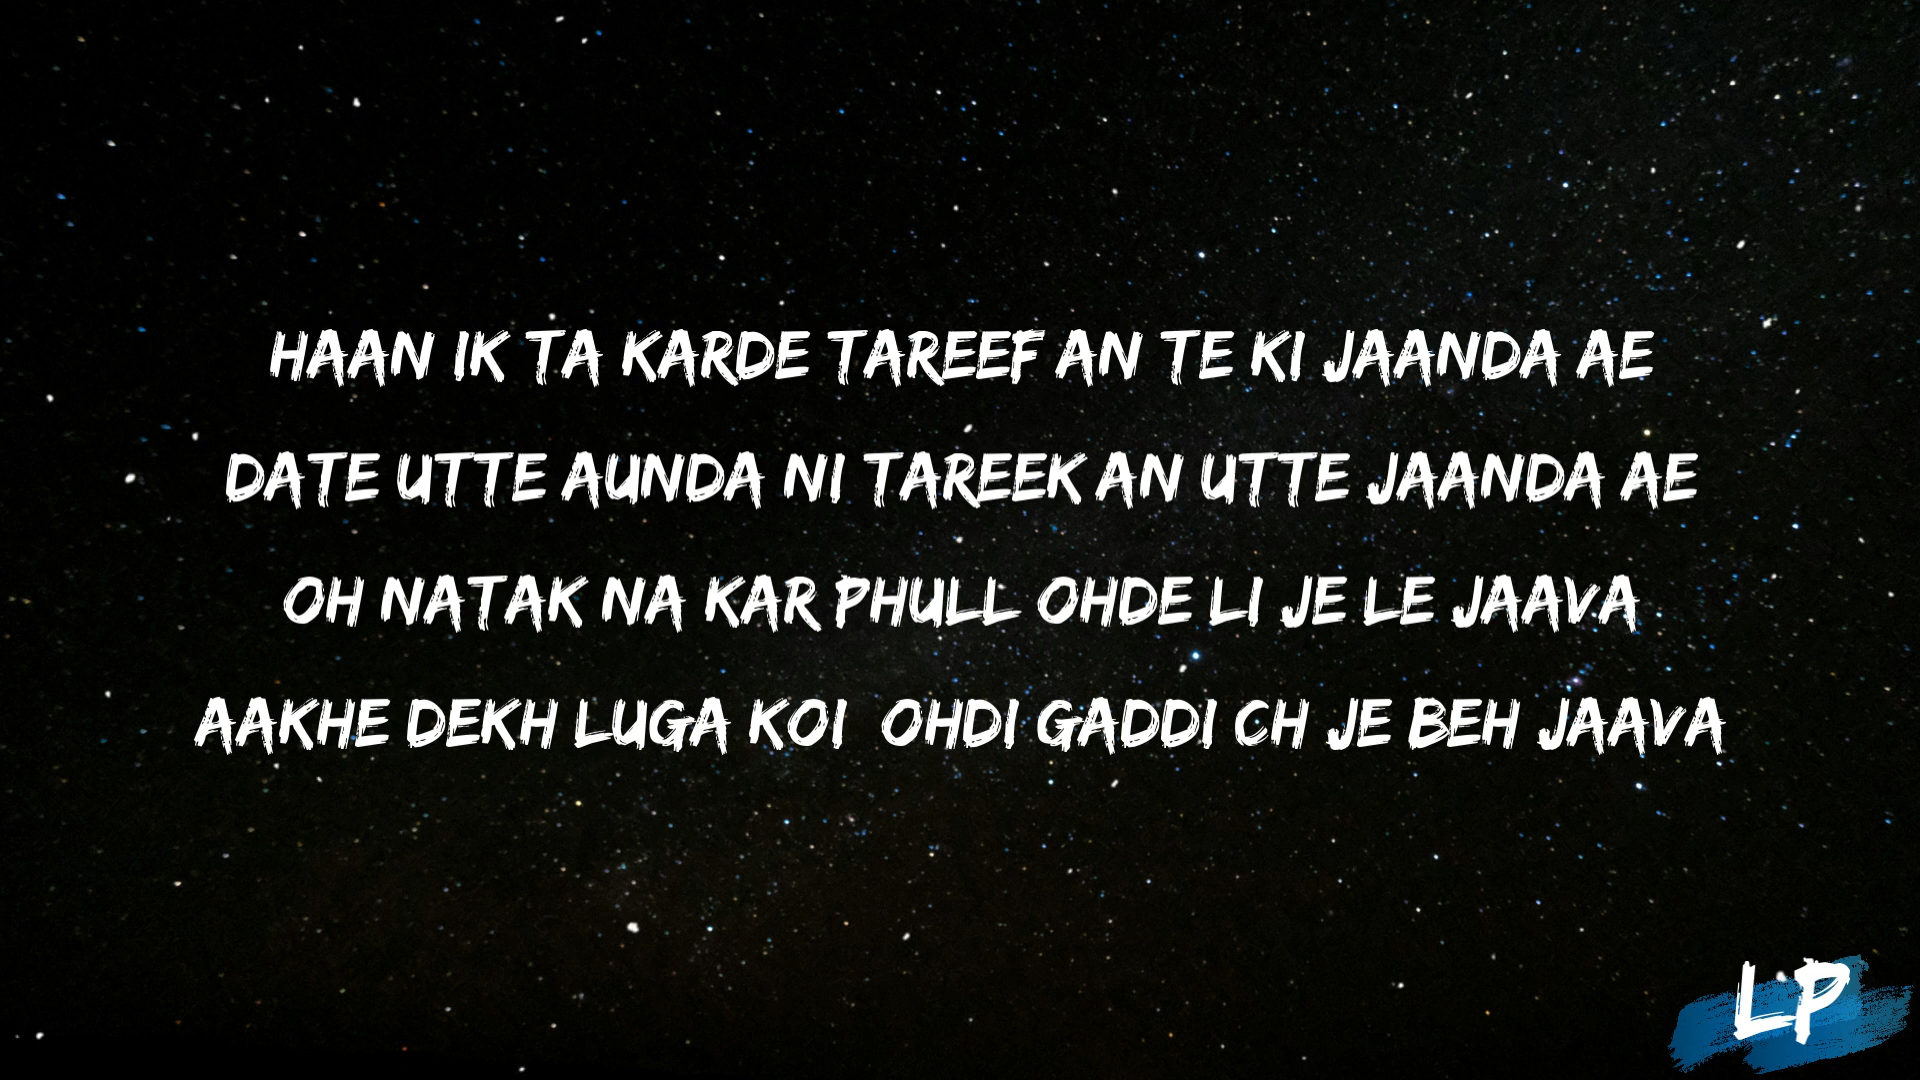 HAAN IK TA KARDE TAREEF AN TE KI JAANDA AE
DATE UTTE AUNDA NI TAREEK AN UTTE JAANDA AE
OH NATAK NA KAR PHULL OHDE LI JE LE JAAVA
AAKHE DEKH LUGA KOI OHDI GADDI CH JE BEH JAAVA
LP